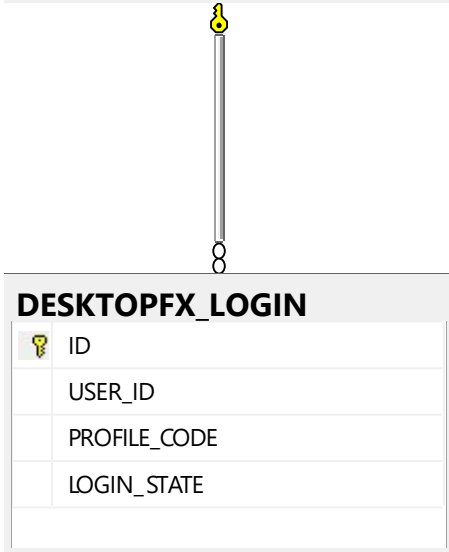 DESKTOPFX_LOGIN
ID
USER_ID
PROFILE_CODE
LOGIN_STATE